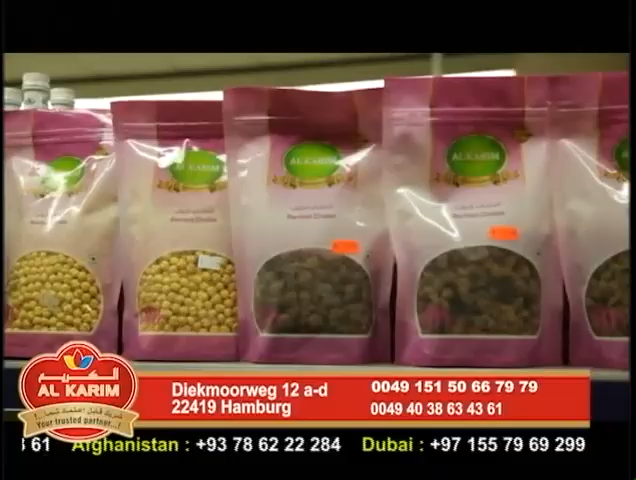 AL KARIM
AL KARIM
AL KARIM
الكريم
AL KARIM
Your trusted partner...!
Diekmoorweg 12 a-d
22419 Hamburg
0049 151 50 66 79 79
0049 40 38 63 43 61
61 Afghanistan : +93 78 62 22 284 Dubai : +97 155 79 69 299